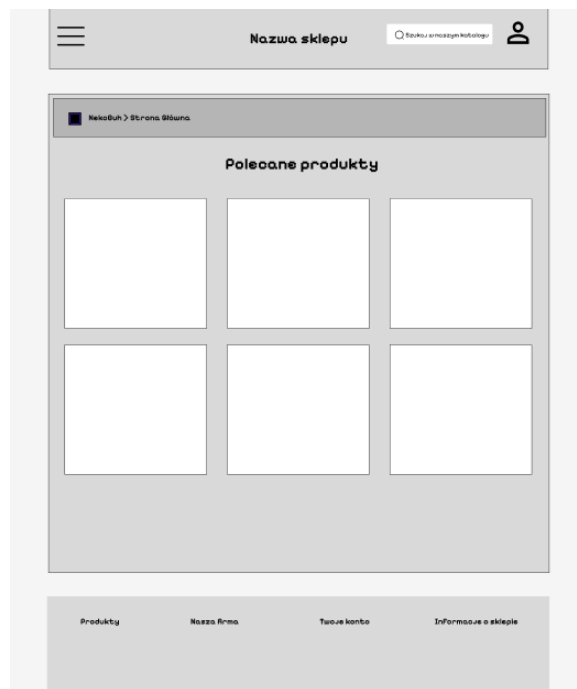 Nazwa sklepu
Szukaj w naszym katalogu
NekoBuh > Strona Główna
Polecane produkty
Produkty Nasza firma Twoje konto Informacje o sklepie